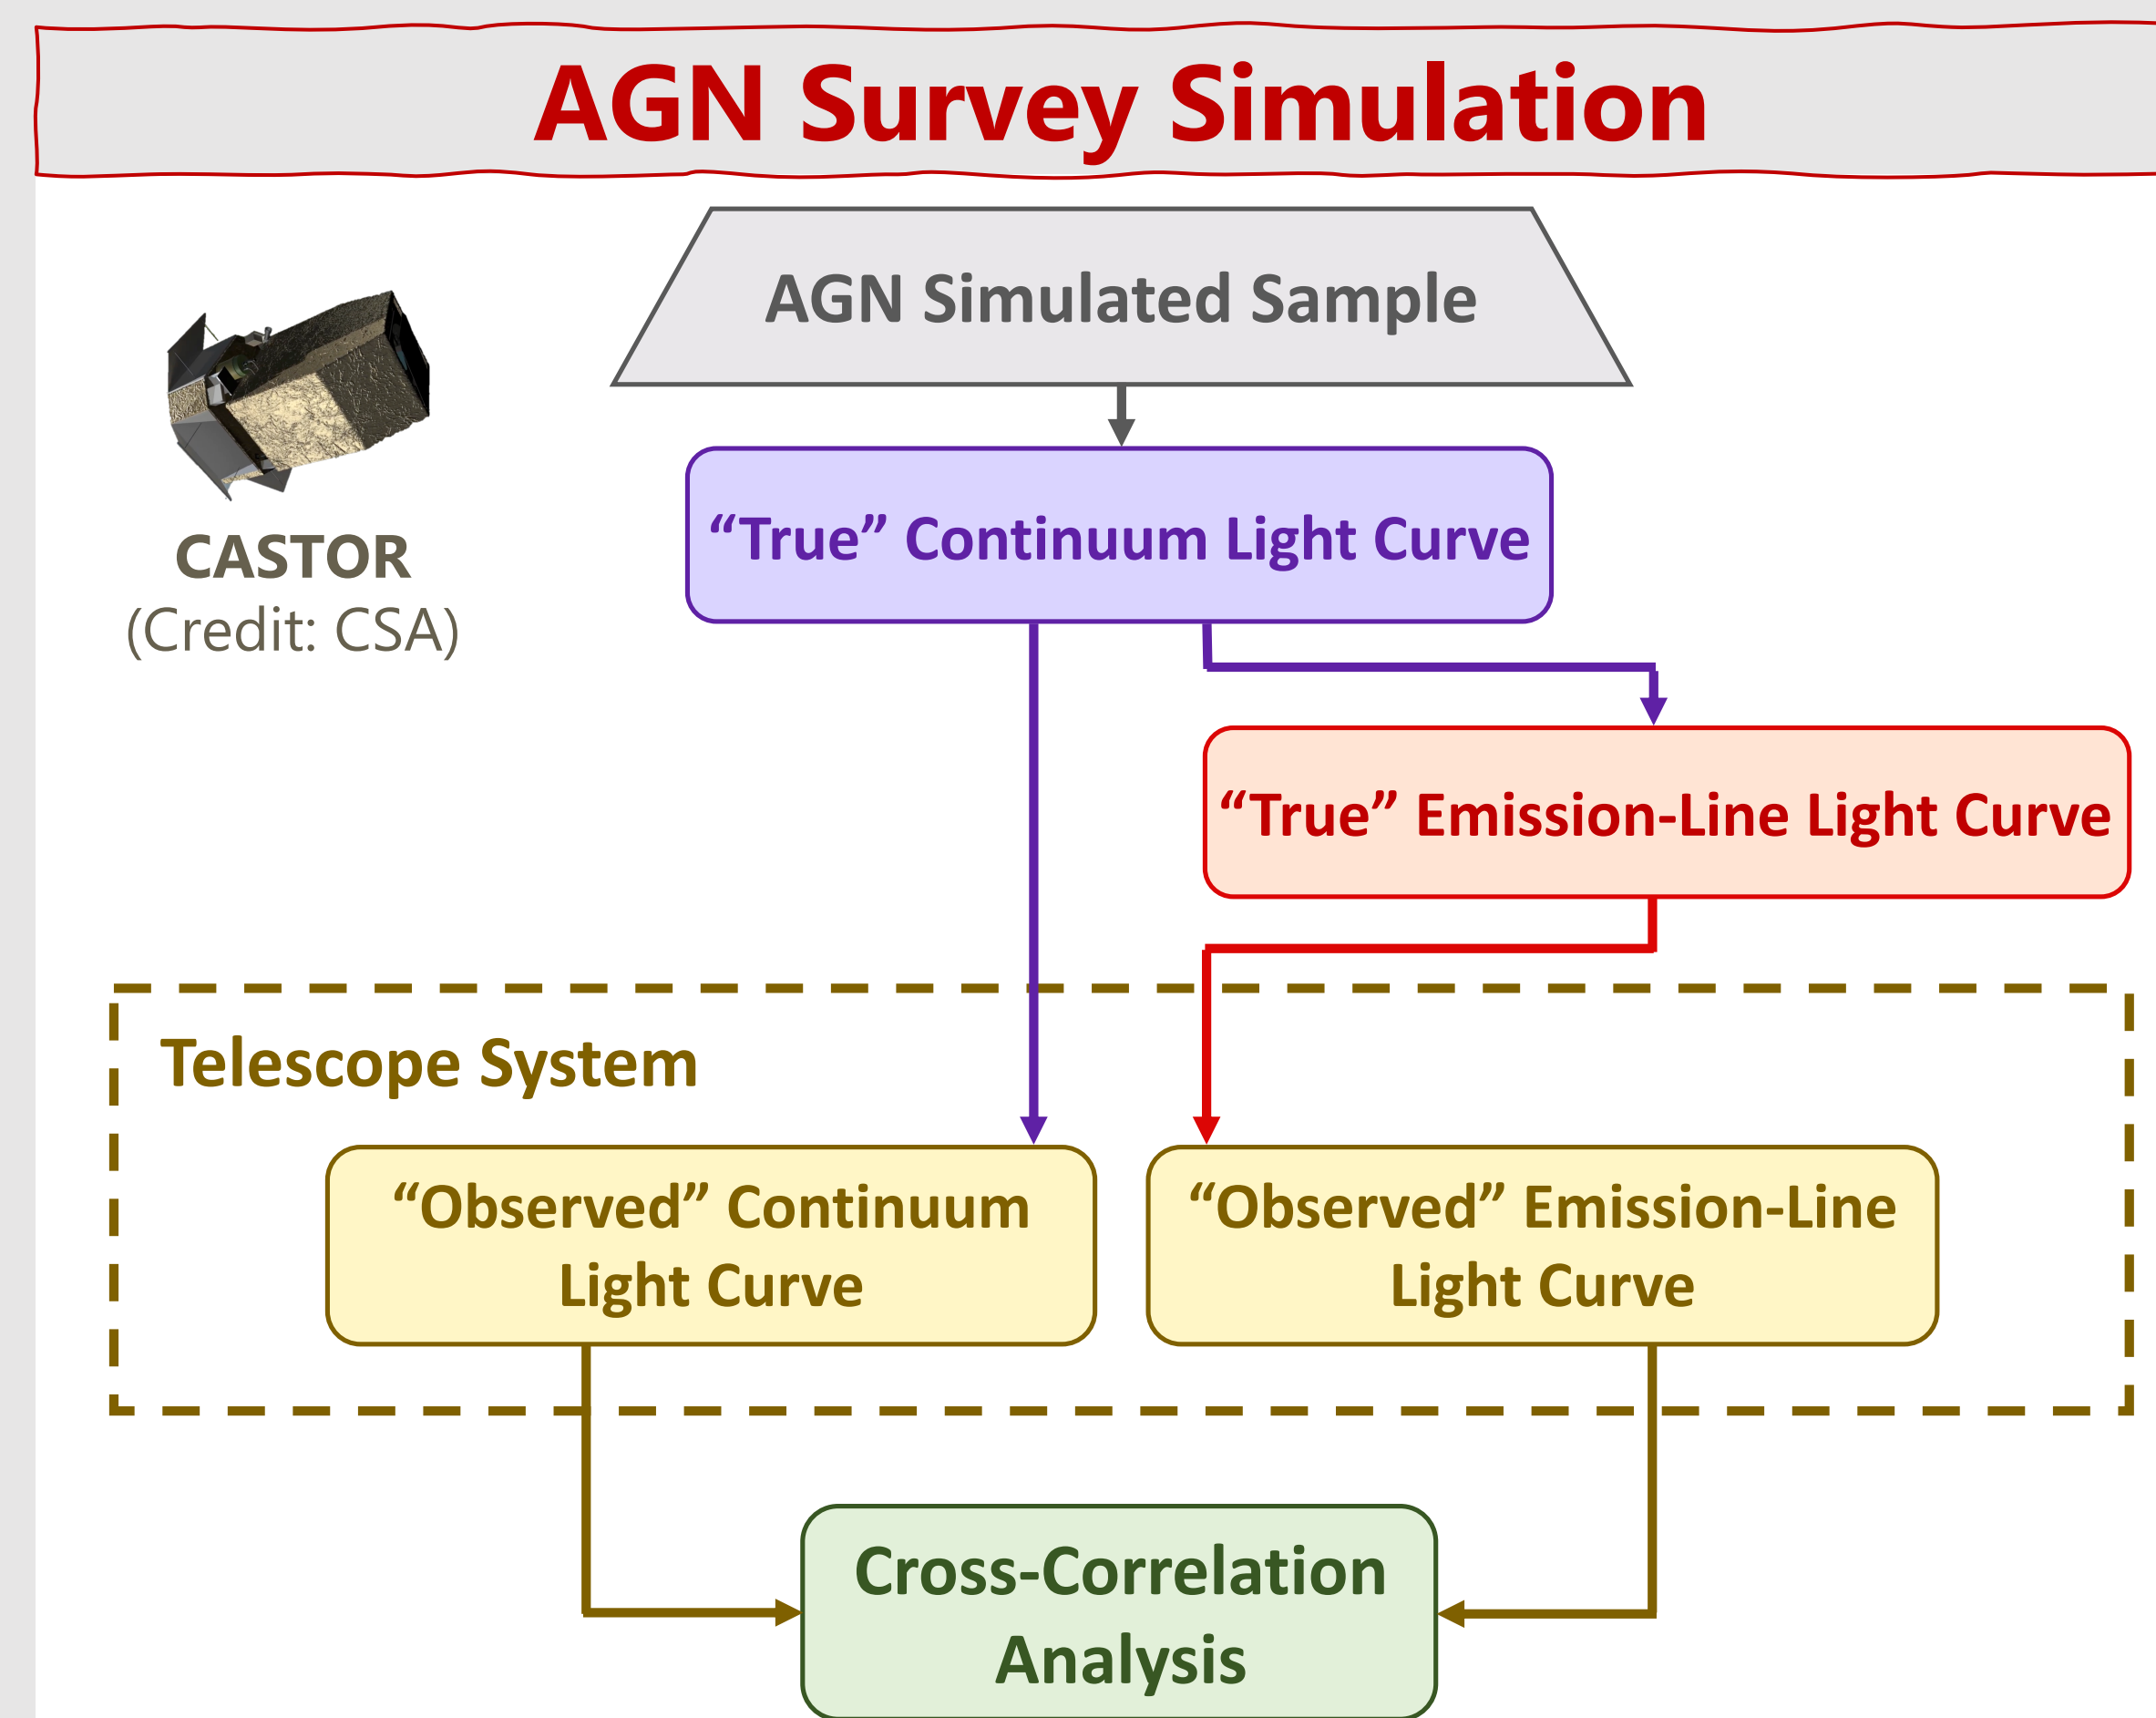 AGN Survey Simulation
AGN Simulated Sample
“True” Continuum Light Curve
CASTOR
(Credit: CSA)
“True” Emission-Line Light Curve
Telescope System
“Observed” Continuum
Light Curve
“Observed” Emission-Line
Light Curve
Cross-Correlation
Analysis